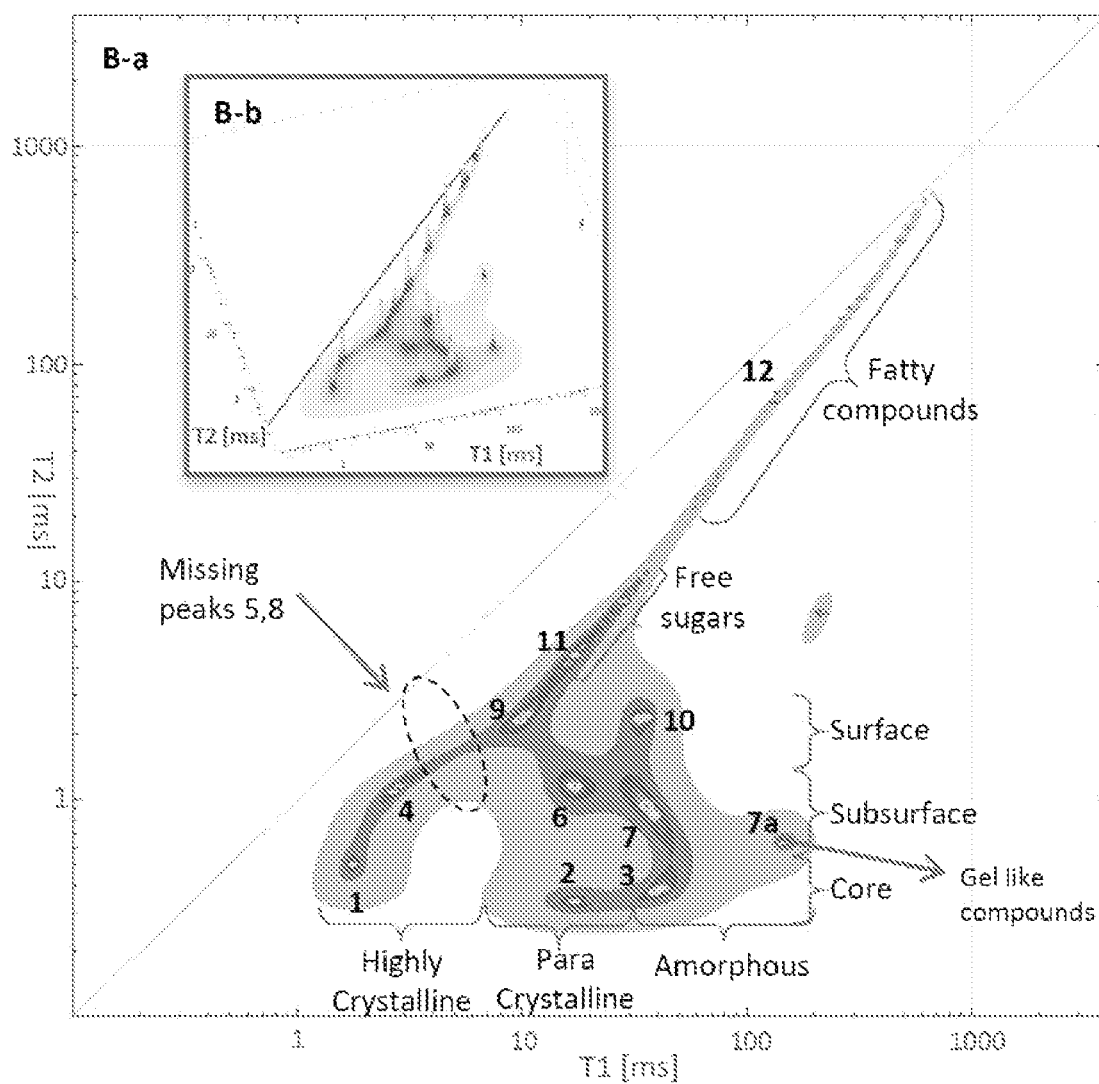 B-a
B-b
T2 [ms]
T1 [ms]
1000
100
10
1
T2 [ms]
12
Fatty
compounds
Missing
peaks 5,8
Free
sugars
11
9
10
Surface
4
6
7
7a
Subsurface
2
3
1
Core
Gel like
compounds
Highly
Crystalline
Para
Crystalline
Amorphous
1
10
100
1000
T1 [ms]